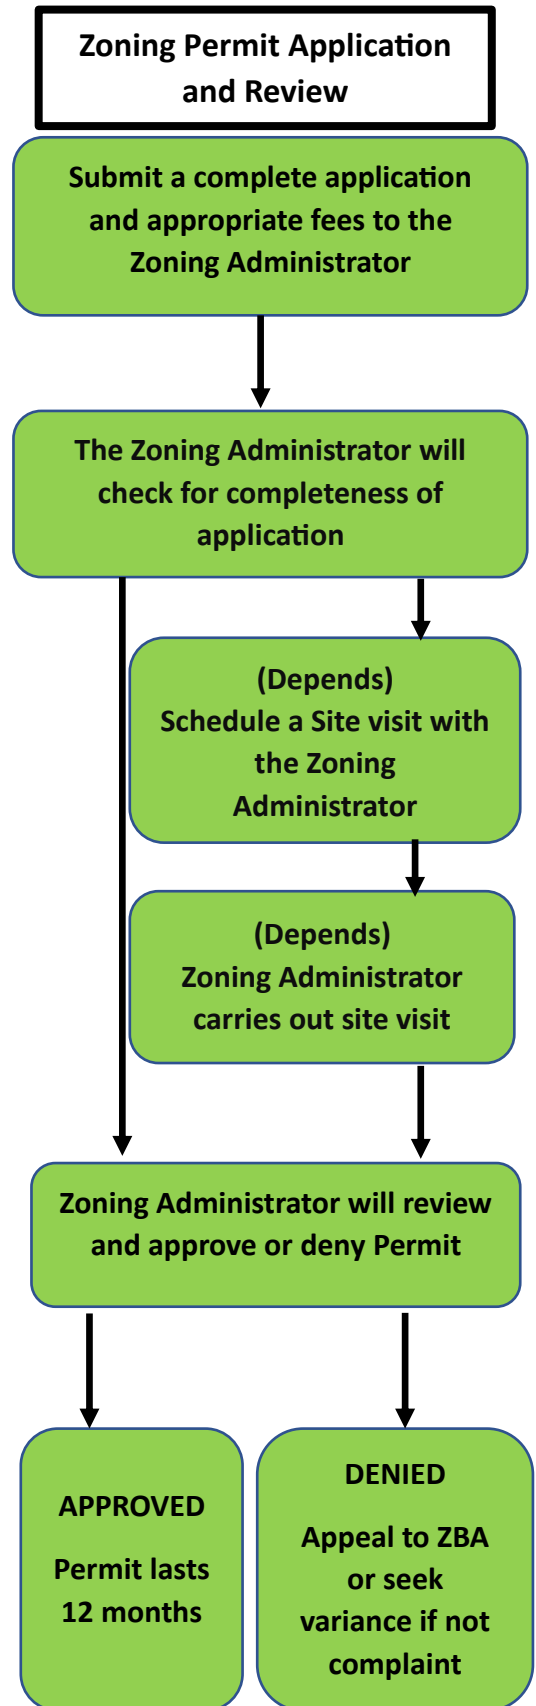 Zoning Permit Application
and Review
Submit a complete application
and appropriate fees to the
Zoning Administrator
The Zoning Administrator will
check for completeness of
application
(Depends)
Schedule a Site visit with
the Zoning
Administrator
(Depends)
Zoning Administrator
carries out site visit
Zoning Administrator will review
and approve or deny Permit
APPROVED
Permit lasts
12 months
DENIED
Appeal to ZBA
or seek
variance if not
complaint